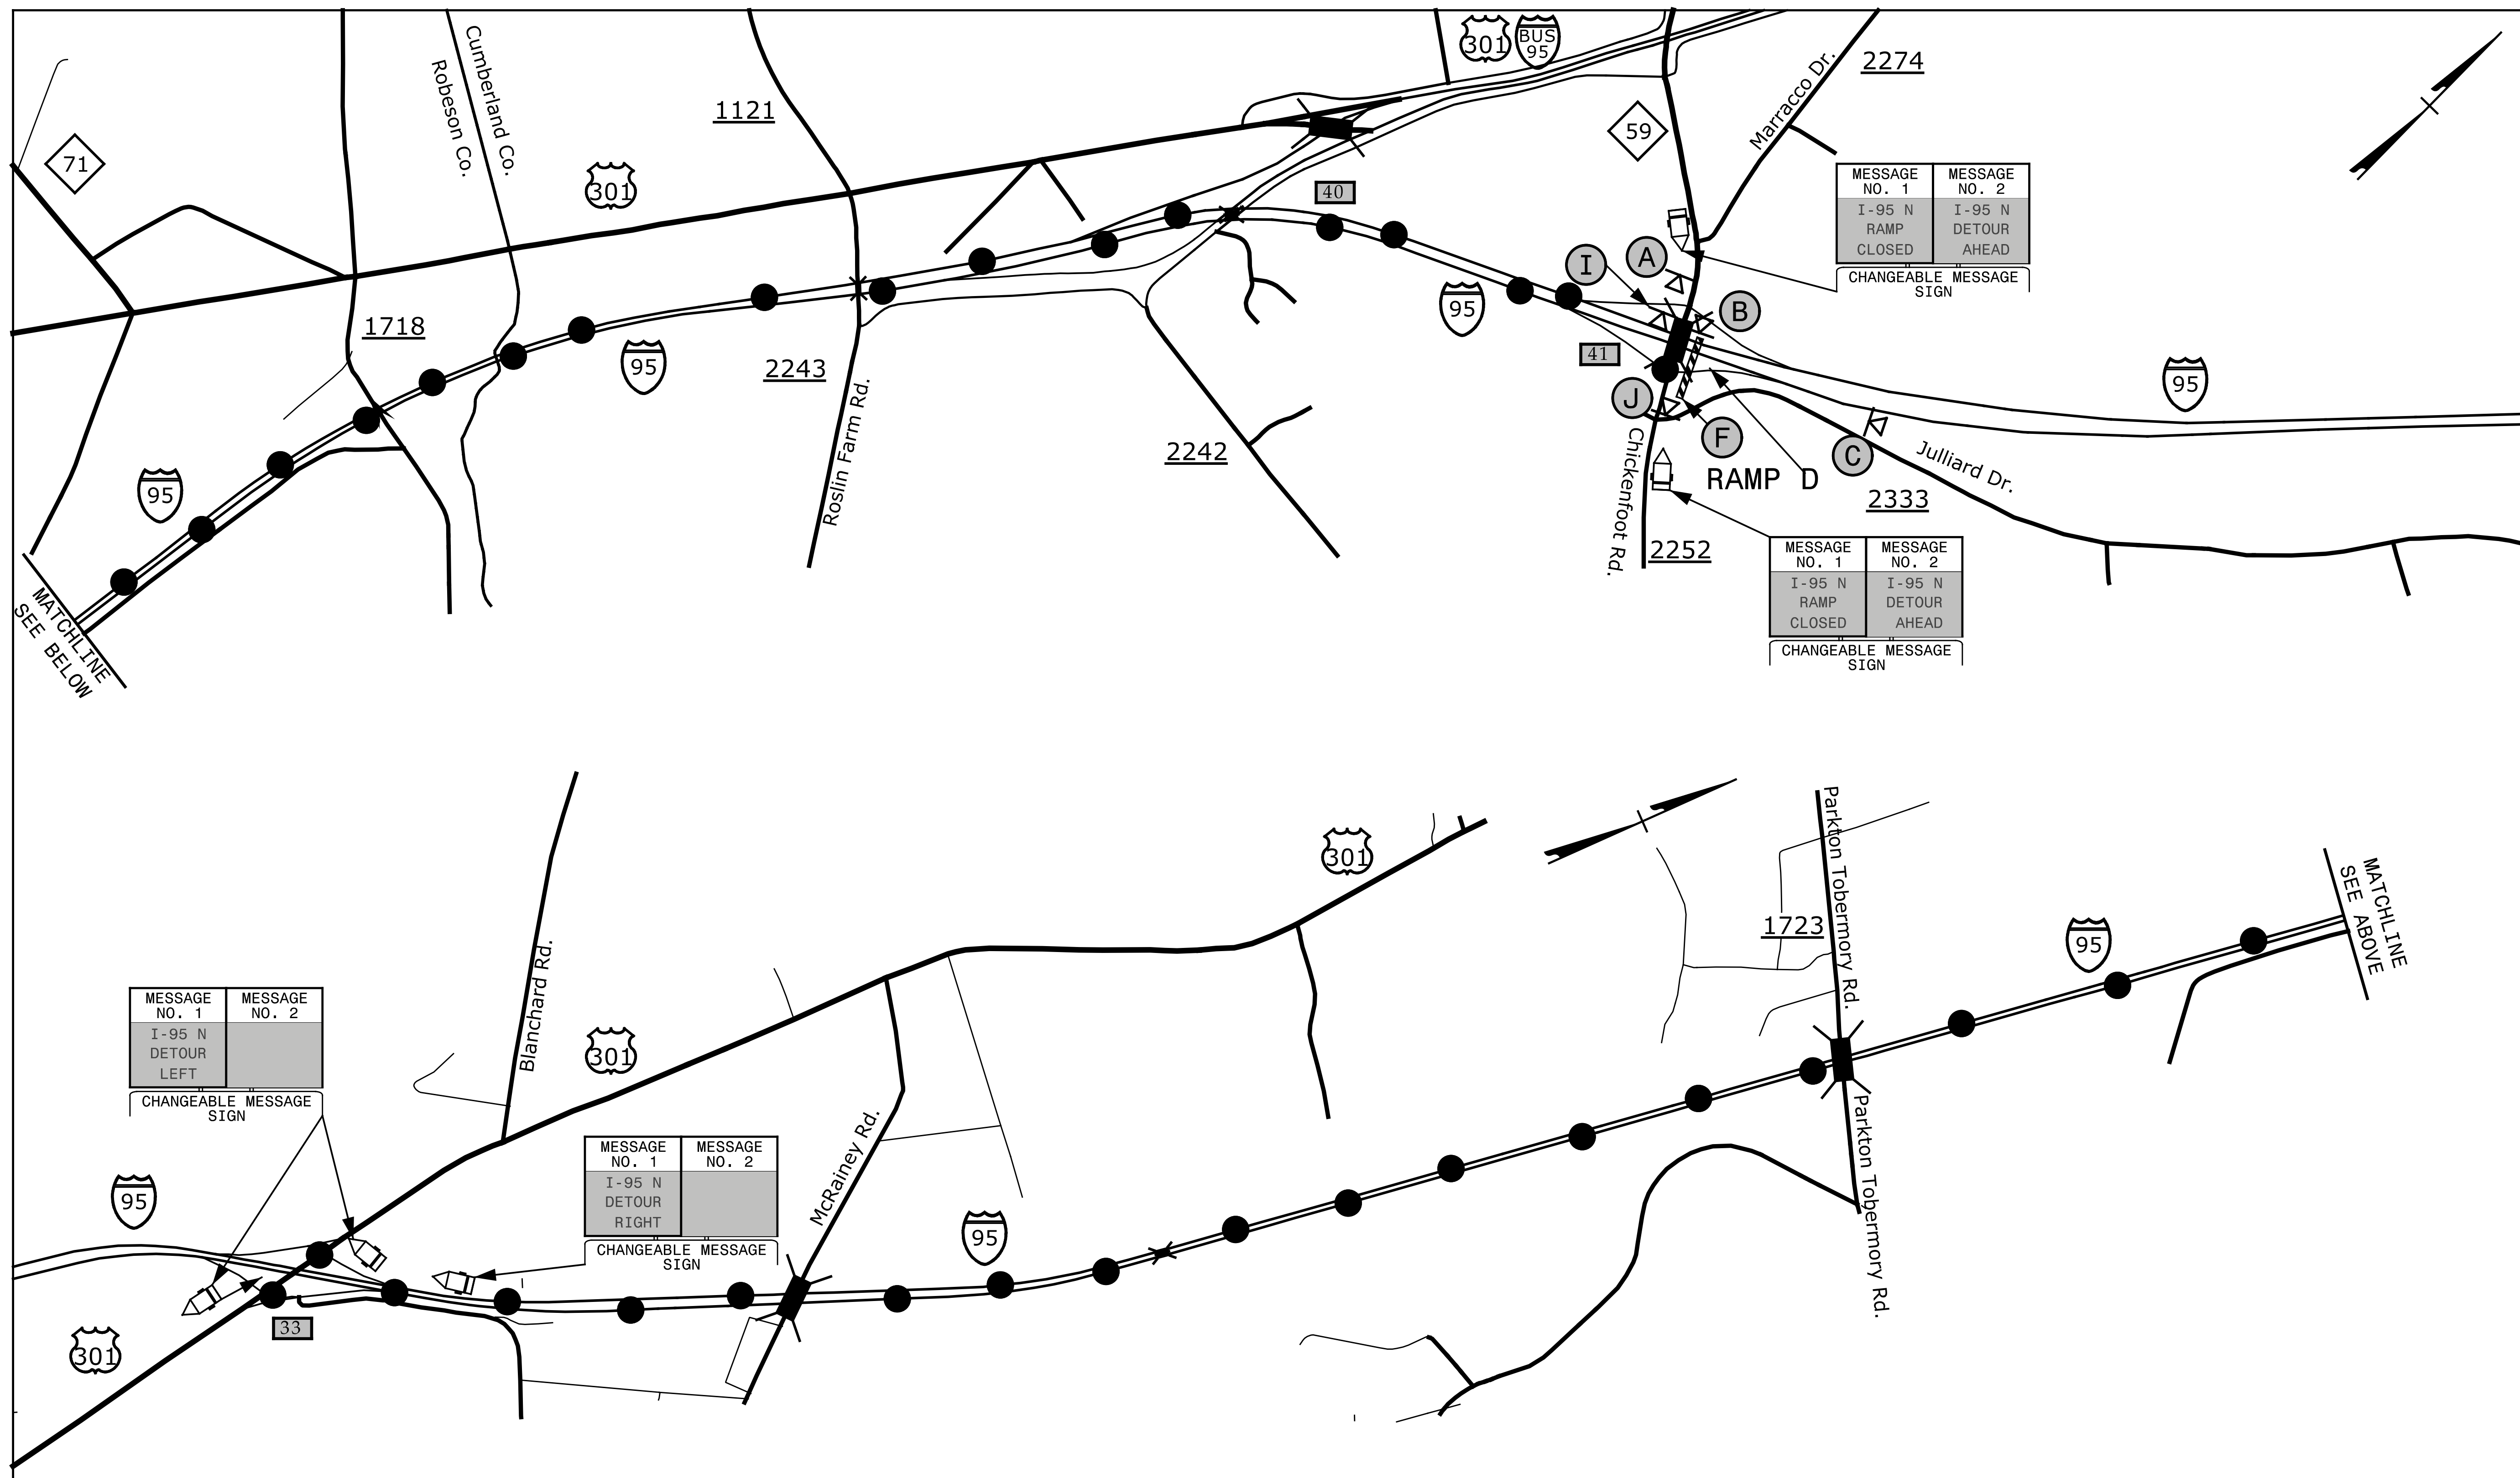 301
BUS
95
2274
Cumberland Co.
Robeson Co.
1121
Marracco Dr.
59
71
301
40
MESSAGE NO. 1
MESSAGE NO. 2
I-95 N
RAMP
CLOSED
I-95 N
DETOUR
AHEAD
CHANGEABLE MESSAGE
SIGN
I
A
B
95
1718
41
95
2243
95
J
F
C
Roslin Farm Rd.
2242
RAMP D
Julliard Dr.
Chickenfoot Rd.
95
2333
2252
MESSAGE NO. 1
MESSAGE NO. 2
I-95 N
RAMP
CLOSED
I-95 N
DETOUR
AHEAD
CHANGEABLE MESSAGE
SIGN
MATCHLINE
SEE BELOW
Parkton Tobermory Rd.
301
1723
95
MATCHLINE
SEE ABOVE
Blanchard Rd.
MESSAGE NO. 1
MESSAGE NO. 2
I-95 N
DETOUR
LEFT
CHANGEABLE MESSAGE
SIGN
301
McRainey Rd.
MESSAGE NO. 1
MESSAGE NO. 2
I-95 N
DETOUR
RIGHT
CHANGEABLE MESSAGE
SIGN
Parkton Tobermory Rd.
95
95
33
301